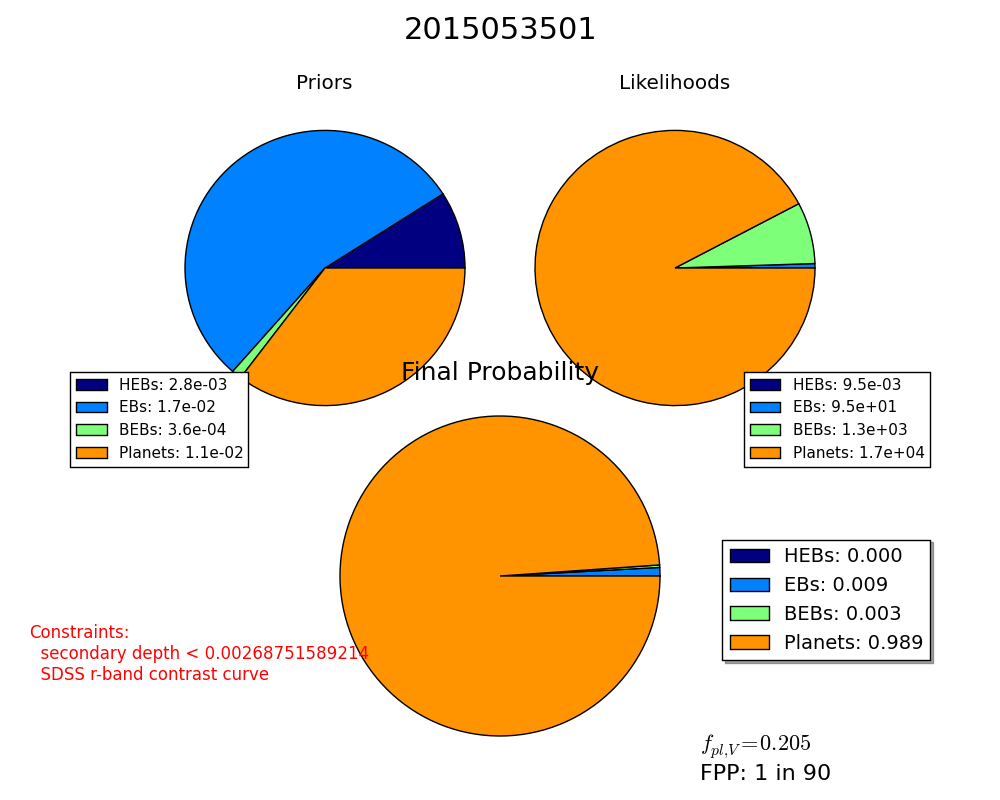 2015053501
Priors
Likelihoods
HEBs: 2.8e-03
EBs: 1.7e-02
BEBs: 3.6e-04
Planets: 1.1e-02
HEBs: 9.5e-03
EBs: 9.5e+01
BEBs: 1.3e+03
Planets: 1.7e+04
Final Probability
HEBs: 0.000
EBs: 0.009
BEBs: 0.003
Planets: 0.989
Constraints:
secondary depth < 0.00268751589214
SDSS r-band contrast curve
f_{pl,V}=0.205
FPP: 1 in 90